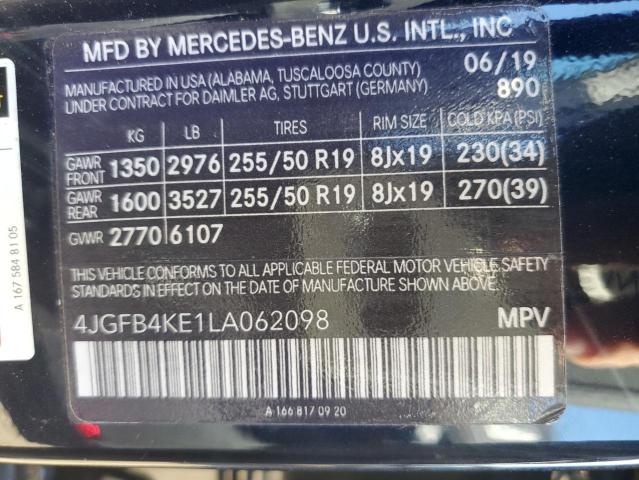 MFD BY MERCEDES-BENZ U.S. INTL., INC
MANUFACTURED IN USA (ALABAMA, TUSCALOOSA COUNTY) 06/19
UNDER CONTRACT FOR DAIMLER AG, STUTTGART (GERMANY) 890
KG LB TIRES RIM SIZE COLD KPA (PSI)
GAWR FRONT 1350 2976 255/50 R19 8Jx19 230(34)
GAWR REAR 1600 3527 255/50 R19 8Jx19 270(39)
GVWR 2770 6107
THIS VEHICLE CONFORMS TO ALL APPLICABLE FEDERAL MOTOR VEHICLE SAFETY
STANDARDS IN EFFECT ON THE DATE OF MANUFACTURE SHOWN ABOVE.
4JGFB4KE1LA062098 MPV
A 166 817 09 20
A 167 584 81 05